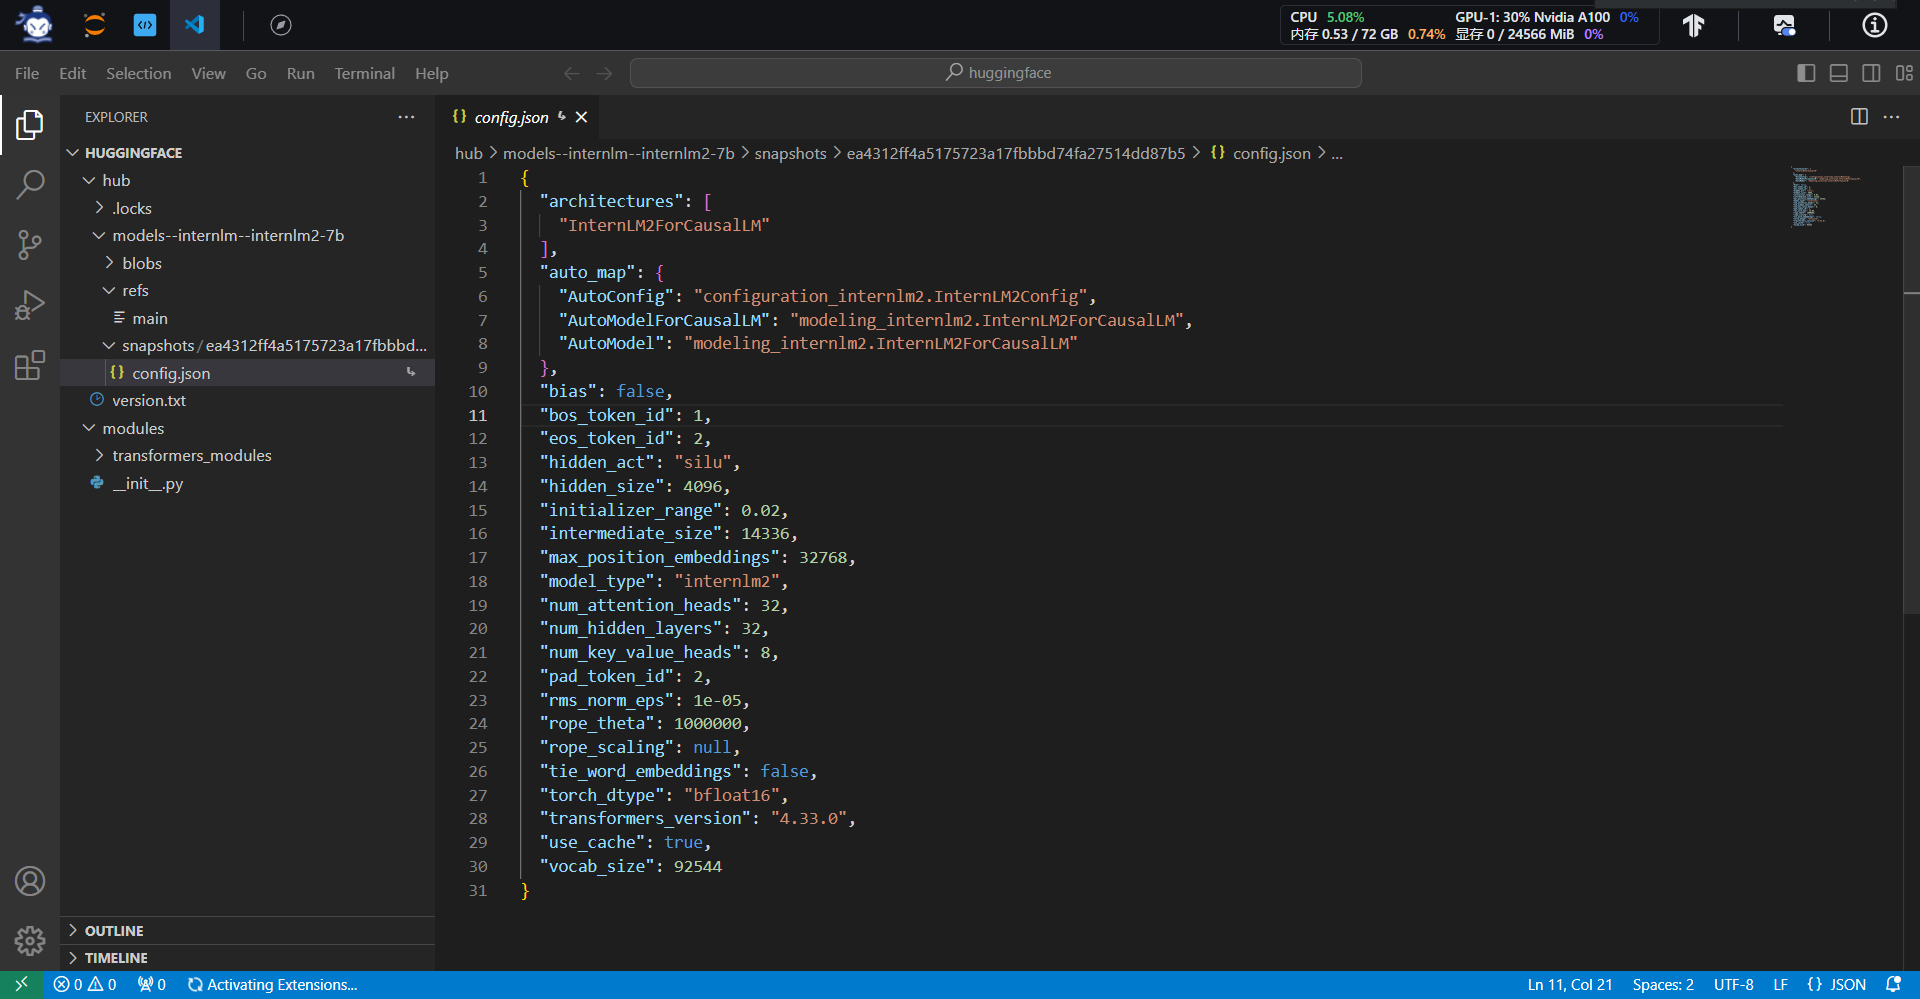 CPU 5.08% GPU-1: 30% Nvidia A100 0%
内存 0.53 / 72 GB 0.74% 显存 0 / 24566 MiB 0%
File Edit Selection View Go Run Terminal Help
huggingface
EXPLORER
HUGGINGFACE
hub
.locks
models--internlm--internlm2-7b
blobs
refs
main
snapshots/ea4312ff4a5175723a17fbbbd...
config.json
version.txt
modules
transformers_modules
__init__.py
OUTLINE
TIMELINE
config.json
hub > models--internlm--internlm2-7b > snapshots > ea4312ff4a5175723a17fbbbd74fa27514dd87b5 > {} config.json > ...
1 {
2 "architectures": [
3 "InternLM2ForCausalLM"
4 ],
5 "auto_map": {
6 "AutoConfig": "configuration_internlm2.InternLM2Config",
7 "AutoModelForCausalLM": "modeling_internlm2.InternLM2ForCausalLM",
8 "AutoModel": "modeling_internlm2.InternLM2ForCausalLM"
9 },
10 "bias": false,
11 "bos_token_id": 1,
12 "eos_token_id": 2,
13 "hidden_act": "silu",
14 "hidden_size": 4096,
15 "initializer_range": 0.02,
16 "intermediate_size": 14336,
17 "max_position_embeddings": 32768,
18 "model_type": "internlm2",
19 "num_attention_heads": 32,
20 "num_hidden_layers": 32,
21 "num_key_value_heads": 8,
22 "pad_token_id": 2,
23 "rms_norm_eps": 1e-05,
24 "rope_theta": 1000000,
25 "rope_scaling": null,
26 "tie_word_embeddings": false,
27 "torch_dtype": "bfloat16",
28 "transformers_version": "4.33.0",
29 "use_cache": true,
30 "vocab_size": 92544
31 }
0 0 0 Activating Extensions... Ln 11, Col 21 Spaces: 2 UTF-8 LF {} JSON